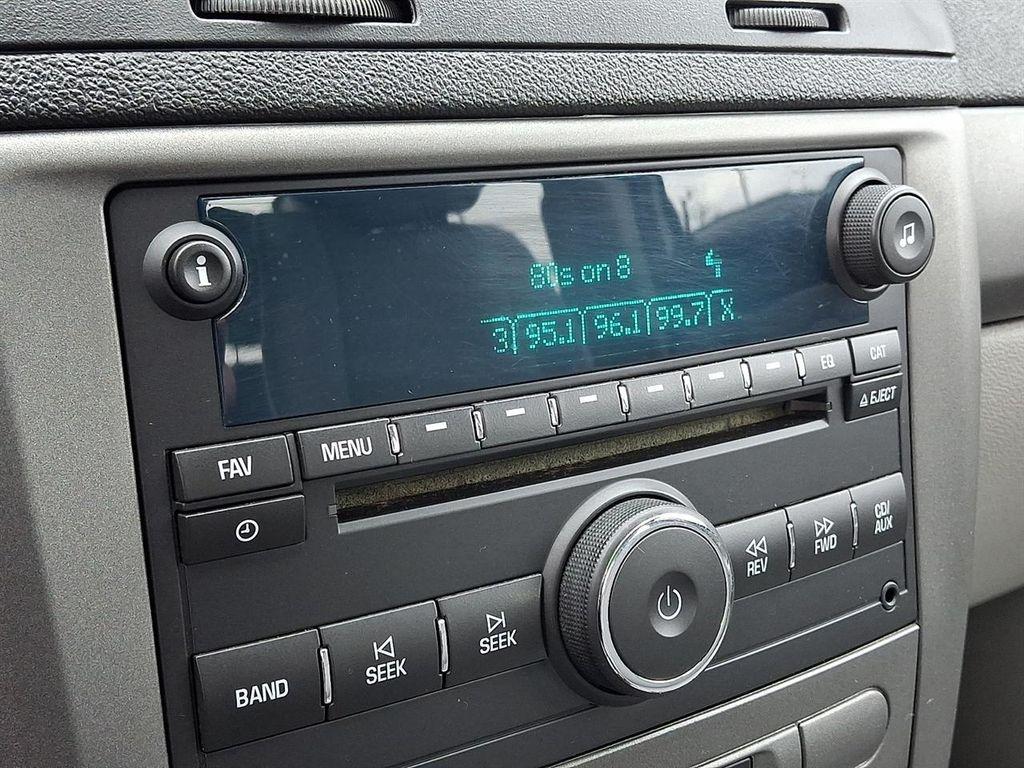 i
80s on 8
3 95.1 96.1 99.7 X
MENU
EQ
CAT
FAV
EJECT
REV
FWD
CD/
AUX
SEEK
SEEK
BAND